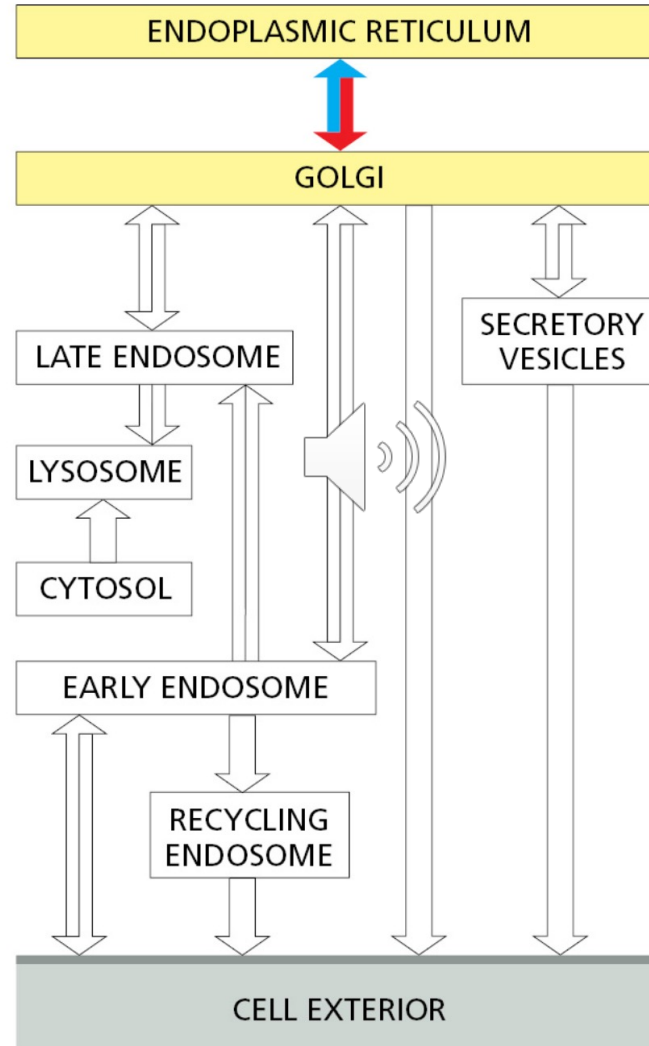 ENDOPLASMIC RETICULUM
GOLGI
SECRETORY
VESICLES
LATE ENDOSOME
LYSOSOME
CYTOSOL
EARLY ENDOSOME
RECYCLING
ENDOSOME
CELL EXTERIOR